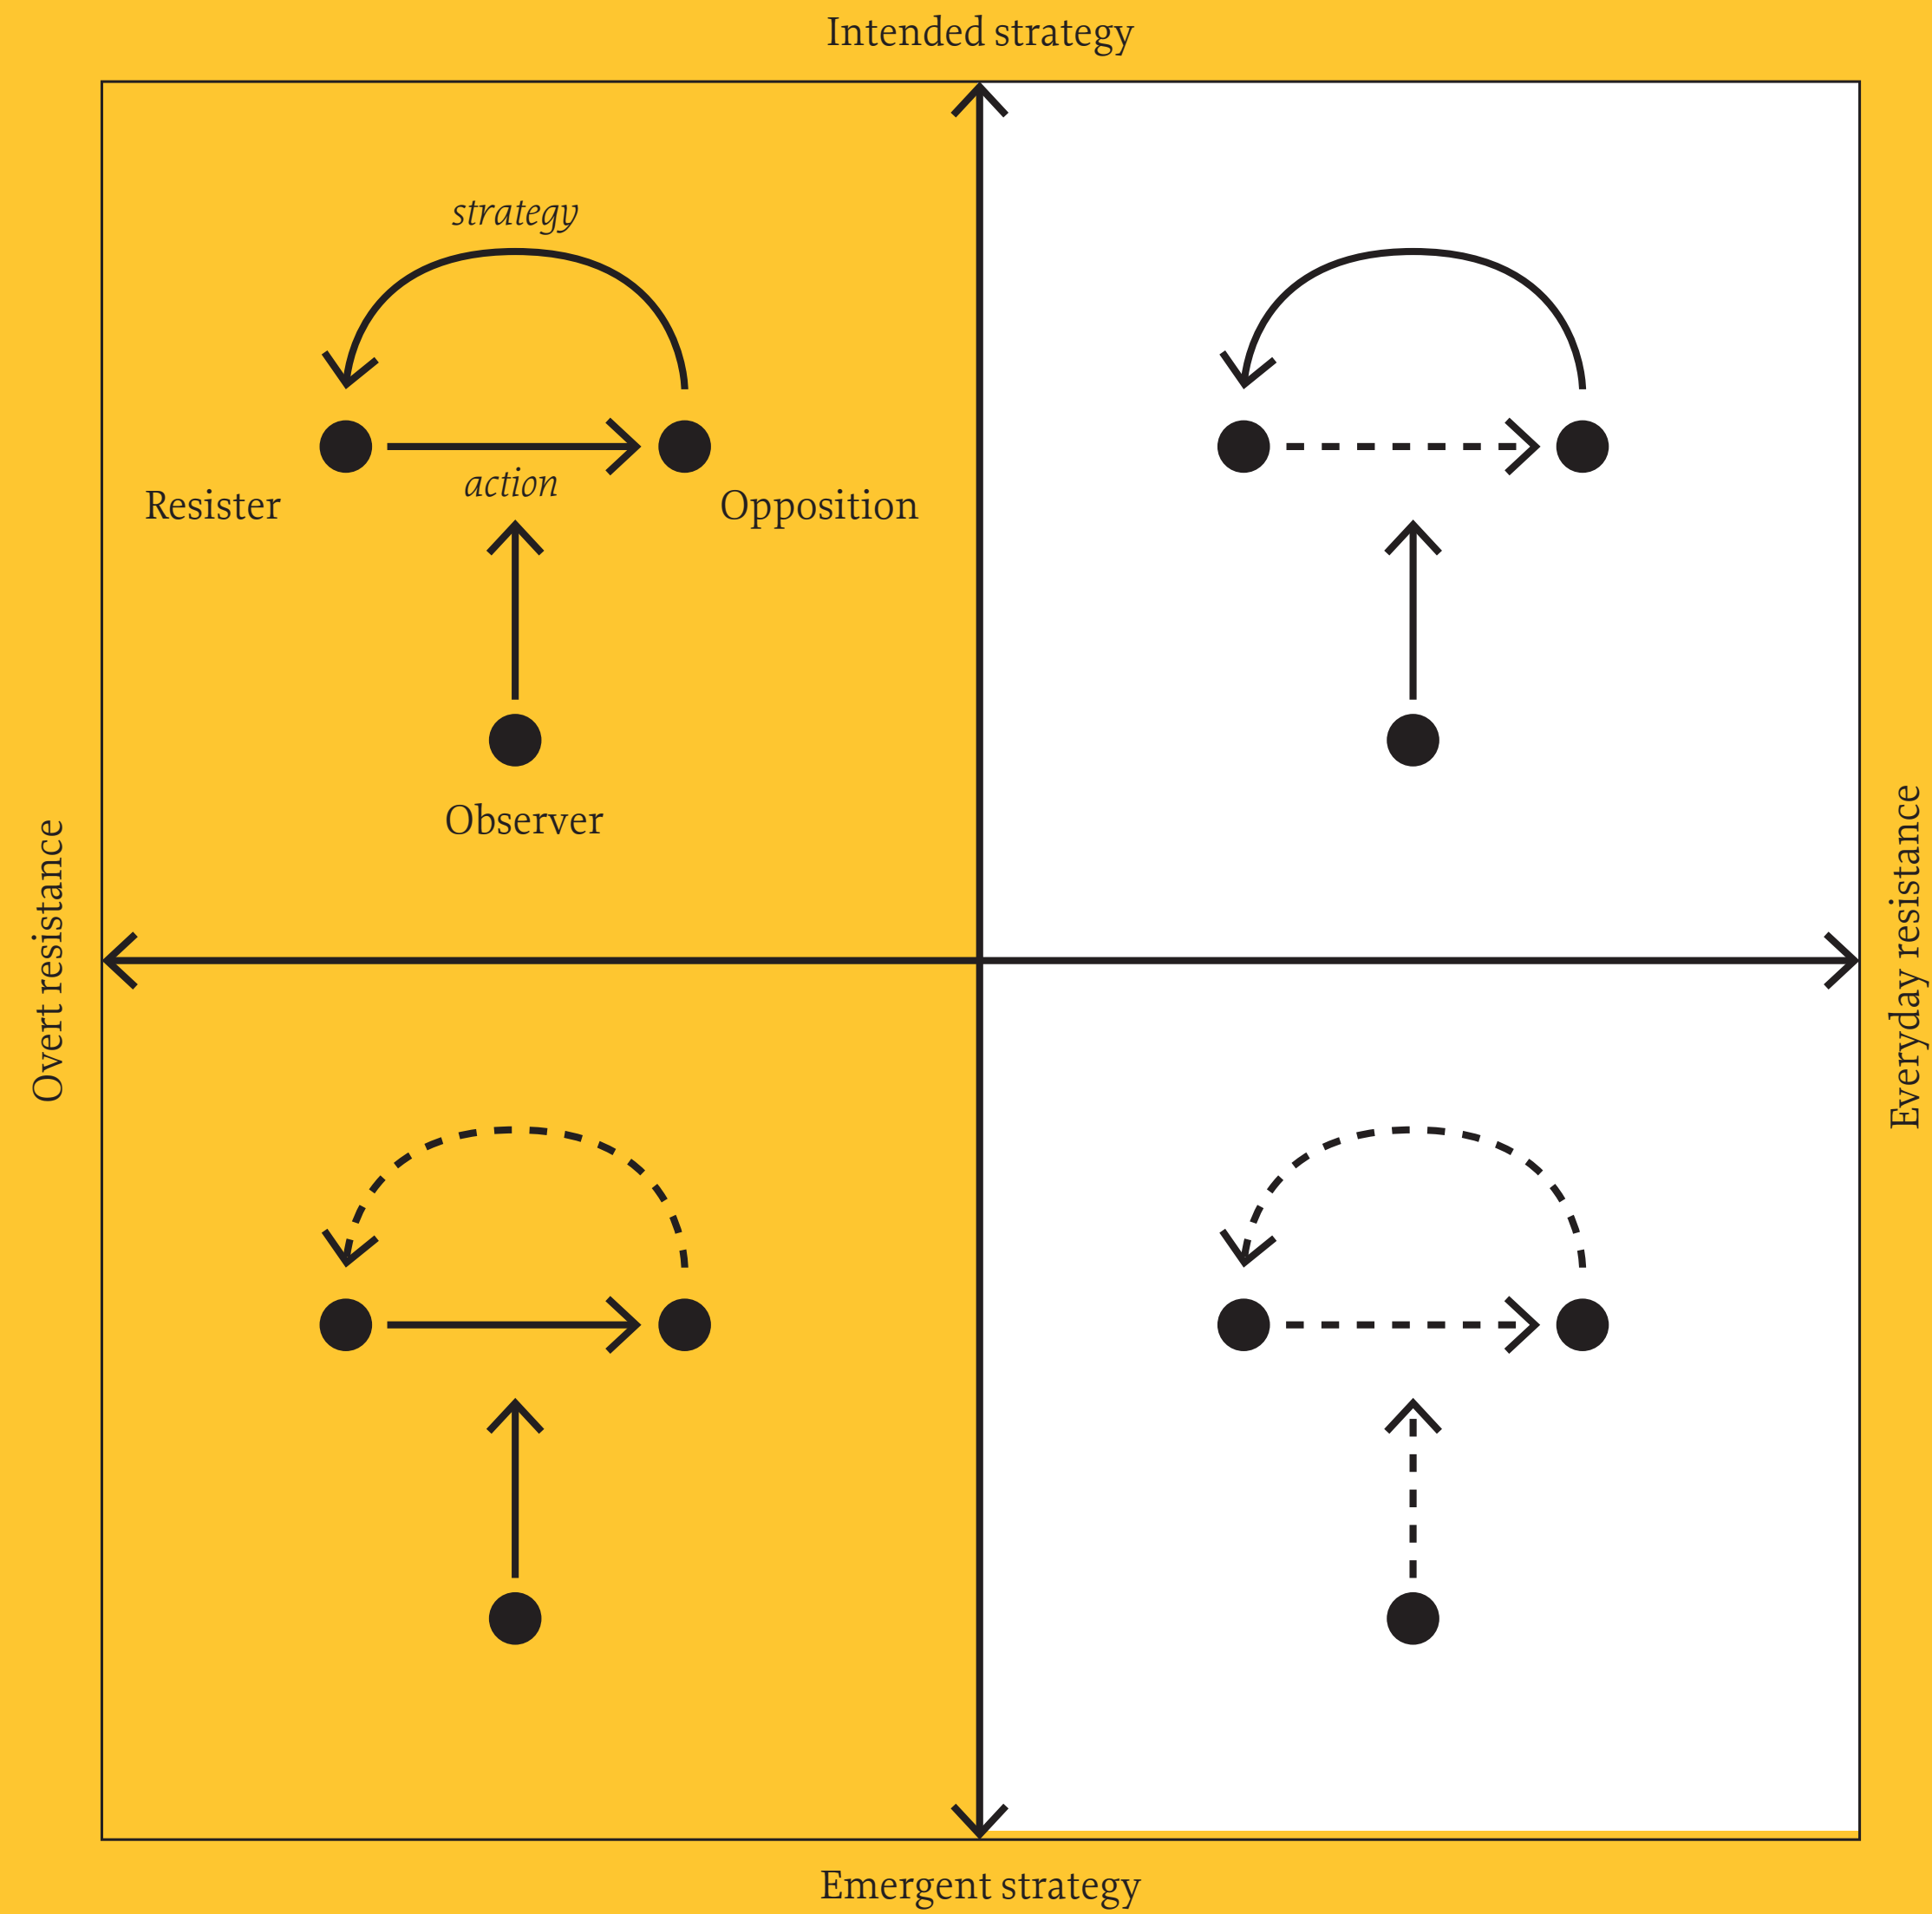 Intended strategy
strategy
action
Resister
Opposition
Observer
Overt resistance
Everyday resistance
Emergent strategy